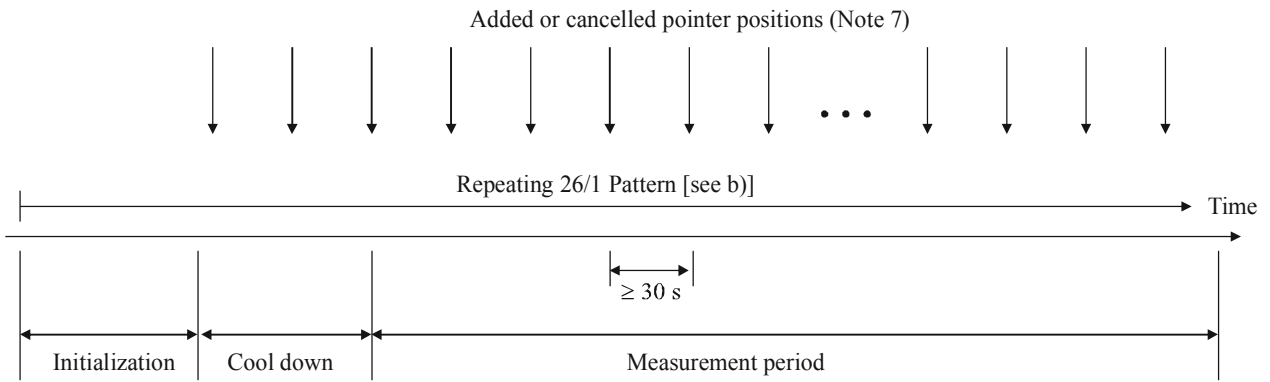 Added or cancelled pointer positions (Note 7)
Repeating 26/1 Pattern [see b)]
Time
≥ 30 s
Initialization
Cool down
Measurement period